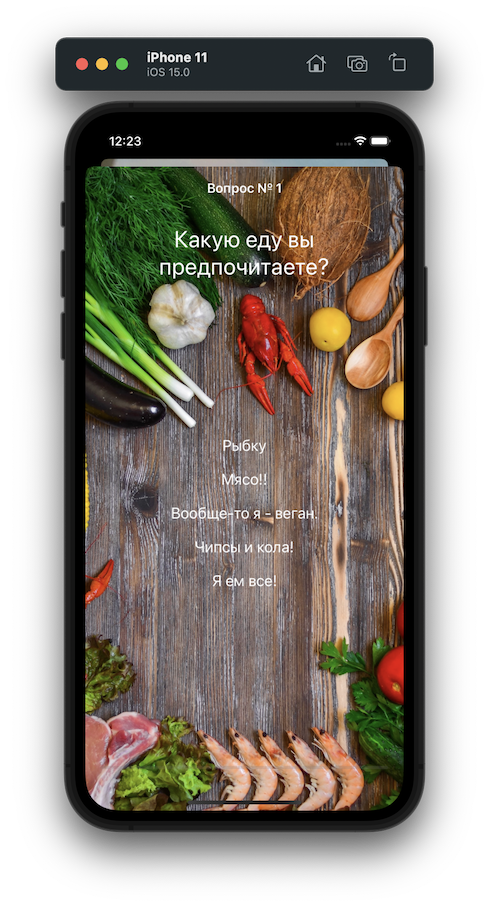 iPhone 11
iOS 15.0
12:23
Вопрос № 1
Какую еду вы
предпочитаете?
Рыбку
Мясо!!
Вообще-то я - веган.
Чипсы и кола!
Я ем все!